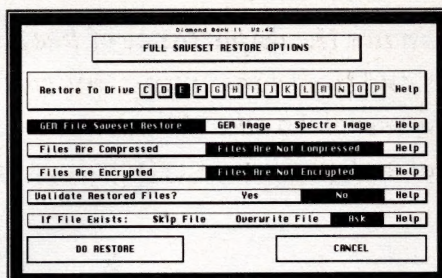 Diamond Back II V2.42
FULL SAVESET RESTORE OPTIONS
Restore To Drive C D E F G H I J K L M N O P Help
GEM File Saveset Restore GEM Image Spectre Image Help
Files Are Compressed Files Are Not Compressed Help
Files Are Encrypted Files Are Not Encrypted Help
Validate Restored Files? Yes No Help
If File Exists: Skip File Overwrite File Ask Help
DO RESTORE CANCEL